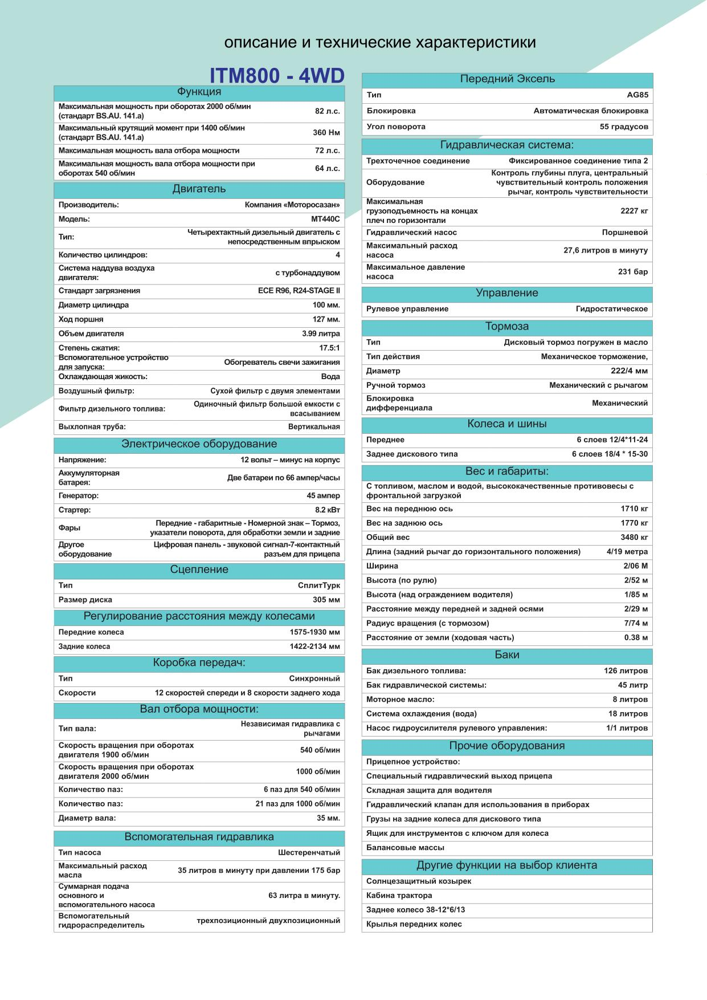 описание и технические характеристики
ITM800 - 4WD
Функция
Максимальная мощность при оборотах 2000 об/мин
(стандарт BS.AU. 141.a)
82 л.с.
Максимальный крутящий момент при 1400 об/мин
(стандарт BS.AU. 141.a)
360 Нм
Максимальная мощность вала отбора мощности 72 л.с.
Максимальная мощность вала отбора мощности при
оборотах 540 об/мин
64 л.с.
Двигатель
Производитель: Компания «Моторосазан»
Модель: MT440C
Тип:
Четырехтактный дизельный двигатель с
непосредственным впрыском
Количество цилиндров: 4
Система наддува воздуха
двигателя:
с турбонаддувом
Стандарт загрязнения ECE R96, R24-STAGE II
Диаметр цилиндра 100 мм.
Ход поршня 127 мм.
Объем двигателя 3.99 литра
Степень сжатия: 17.5:1
Вспомогательное устройство
для запуска:
Обогреватель свечи зажигания
Охлаждающая жикость: Вода
Воздушный фильтр: Сухой фильтр с двумя элементами
Фильтр дизельного топлива:
Одиночный фильтр большой емкости с
всасыванием
Выхлопная труба: Вертикальная
Электрическое оборудование
Напряжение: 12 вольт – минус на корпус
Аккумуляторная
батарея:
Две батареи по 66 ампер/часы
Генератор: 45 ампер
Стартер: 8.2 кВт
Фары
Передние - габаритные - Номерной знак – Тормоз,
указатели поворота, для обработки земли и задние
Другое
оборудование
Цифровая панель - звуковой сигнал-7-контактный
разъем для прицепа
Сцепление
Тип СплитТурк
Размер диска 305 мм
Регулирование расстояния между колесами
Передние колеса 1575-1930 мм
Задние колеса 1422-2134 мм
Коробка передач:
Тип Синхронный
Скорости 12 скоростей спереди и 8 скорости заднего хода
Вал отбора мощности:
Тип вала:
Независимая гидравлика с
рычагами
Скорость вращения при оборотах
двигателя 1900 об/мин
540 об/мин
Скорость вращения при оборотах
двигателя 2000 об/мин
1000 об/мин
Количество паз: 6 паз для 540 об/мин
Количество паз: 21 паз для 1000 об/мин
Диаметр вала: 35 мм.
Вспомогательная гидравлика
Тип насоса Шестеренчатый
Максимальный расход
масла
35 литров в минуту при давлении 175 бар
Суммарная подача
основного и
вспомогательного насоса
63 литра в минуту.
Вспомогательный
гидрораспределитель
трехпозиционный двухпозиционный
Передний Эксель
Тип AG85
Блокировка Автоматическая блокировка
Угол поворота 55 градусов
Гидравлическая система:
Трехточечное соединение Фиксированное соединение типа 2
Оборудование
Контроль глубины плуга, центральный
чувствительный контроль положения
рычаг, контроль чувствительности
Максимальная
грузоподъемность на концах
плеч по горизонтали
2227 кг
Гидравлический насос Поршневой
Максимальный расход
насоса
27,6 литров в минуту
Максимальное давление
насоса
231 бар
Управление
Рулевое управление Гидростатическое
Тормоза
Тип Дисковый тормоз погружен в масло
Тип действия Механическое торможение,
Диаметр 222/4 мм
Ручной тормоз Механический с рычагом
Блокировка
дифференциала
Механический
Колеса и шины
Переднее 6 слоев 12/4*11-24
Заднее дискового типа 6 слоев 18/4 * 15-30
Вес и габариты:
С топливом, маслом и водой, высококачественные противовесы с
фронтальной загрузкой
Вес на переднюю ось 1710 кг
Вес на заднюю ось 1770 кг
Общий вес 3480 кг
Длина (задний рычаг до горизонтального положения) 4/19 метра
Ширина 2/06 М
Высота (по рулю) 2/52 м
Высота (над ограждением водителя) 1/85 м
Расстояние между передней и задней осями 2/29 м
Радиус вращения (с тормозом) 7/74 м
Расстояние от земли (ходовая часть) 0.38 м
Баки
Бак дизельного топлива: 126 литров
Бак гидравлической системы: 45 литр
Моторное масло: 8 литров
Система охлаждения (вода) 18 литров
Насос гидроусилителя рулевого управления: 1/1 литров
Прочие оборудования
Прицепное устройство:
Специальный гидравлический выход прицепа
Складная защита для водителя
Гидравлический клапан для использования в приборах
Грузы на задние колеса для дискового типа
Ящик для инструментов с ключом для колеса
Балансовые массы
Другие функции на выбор клиента
Солнцезащитный козырек
Кабина трактора
Заднее колесо 38-12*6/13
Крылья передних колес